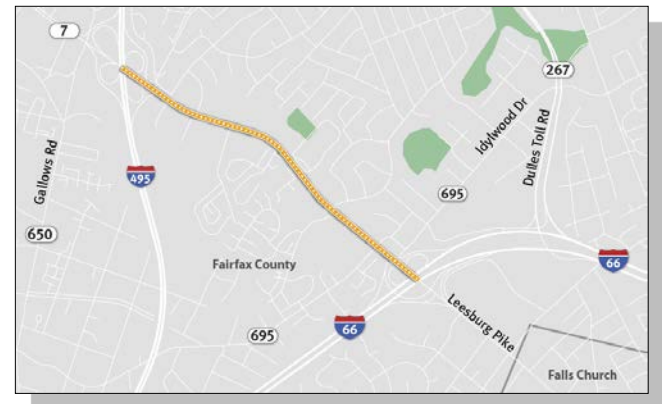 7
267
Idylwood Dr
Dulles Toll Rd
Gallows Rd
495
695
650
Fairfax County
66
Leesburg Pike
66
695
Falls Church